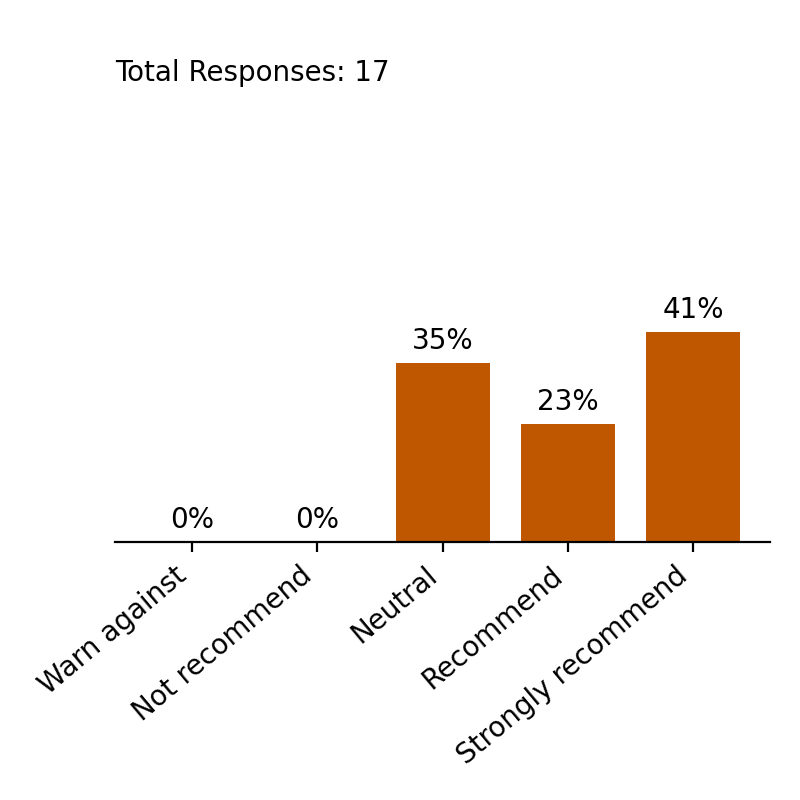 Total Responses: 17
41%
35%
23%
0%
0%
Warn against
Not recommend
Neutral
Recommend
Strongly recommend